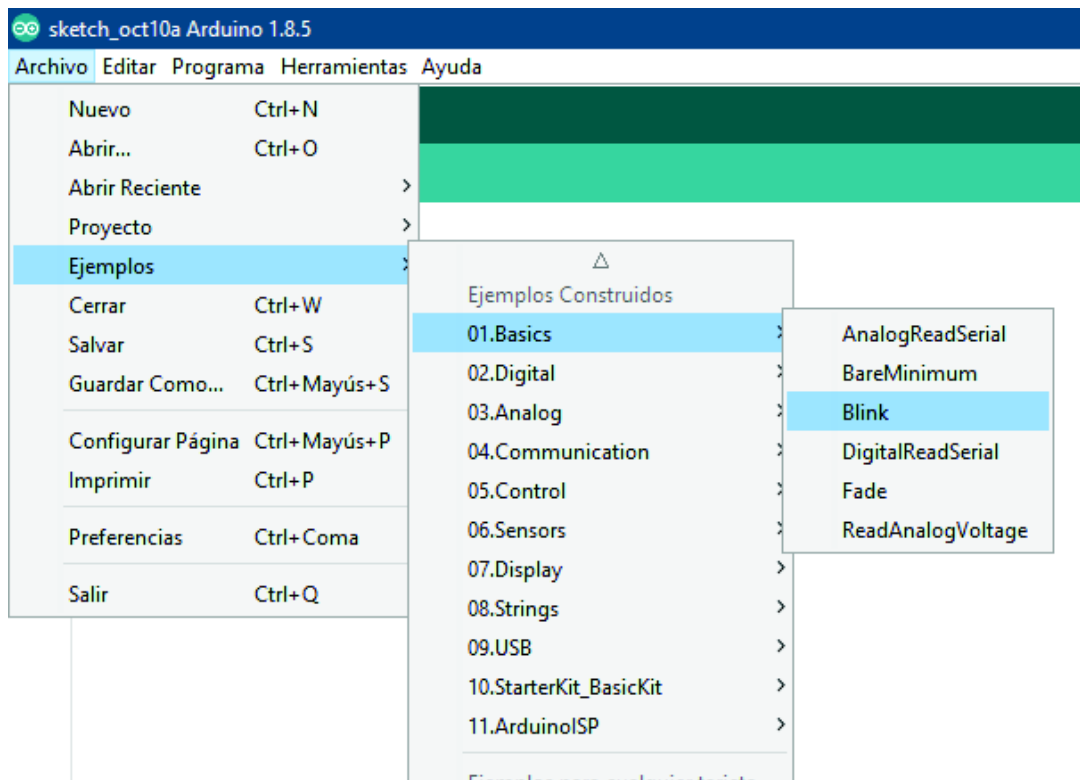 sketch_oct10a Arduino 1.8.5
Archivo Editar Programa Herramientas Ayuda
Nuevo Ctrl+N
Abrir... Ctrl+O
Abrir Reciente
Proyecto
Ejemplos
Cerrar Ctrl+W
Salvar Ctrl+S
Guardar Como... Ctrl+Mayús+S
Configurar Página Ctrl+Mayús+P
Imprimir Ctrl+P
Preferencias Ctrl+Coma
Salir Ctrl+Q
Ejemplos Construidos
01.Basics
02.Digital
03.Analog
04.Communication
05.Control
06.Sensors
07.Display
08.Strings
09.USB
10.StarterKit_BasicKit
11.ArduinoISP
AnalogReadSerial
BareMinimum
Blink
DigitalReadSerial
Fade
ReadAnalogVoltage